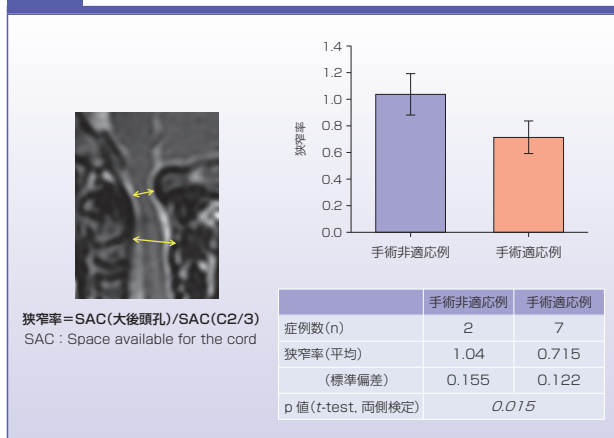 1.4
1.2
1.0
0.8
0.6
0.4
0.2
0.0
狭窄率
手術非適応例 手術適応例
狭窄率=SAC(大後頭孔)/SAC(C2/3)
SAC:Space available for the cord
手術非適応例 手術適応例
症例数(n) 2 7
狭窄率(平均) 1.04 0.715
(標準偏差) 0.155 0.122
p 値(t-test, 両側検定) 0.015